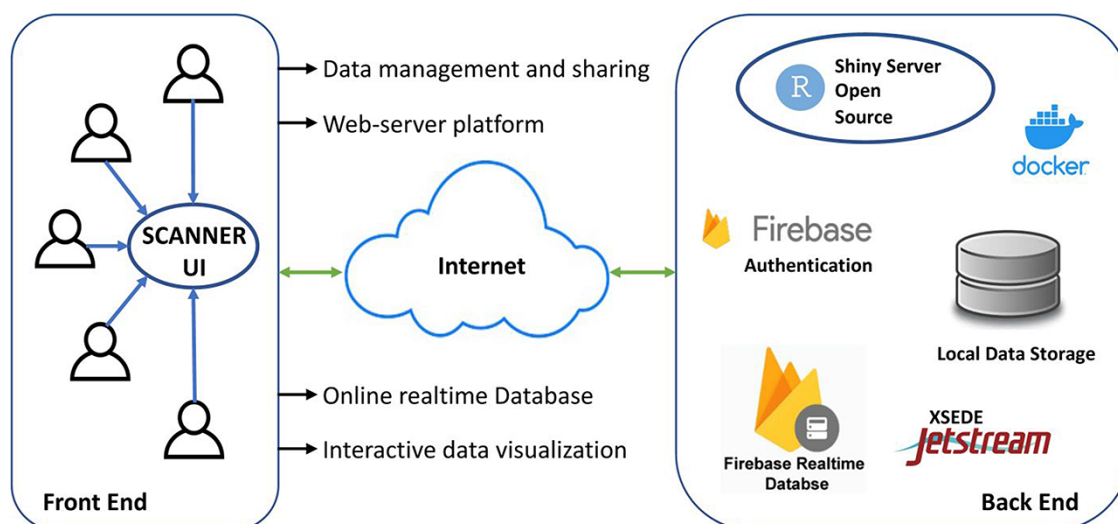 Data management and sharing
Web-server platform
SCANNER
UI
Internet
Online realtime Database
Interactive data visualization
Front End
R
Shiny Server
Open
Source
docker
Firebase
Authentication
Local Data Storage
Firebase Realtime
Databse
XSEDE
Jetstream
Back End